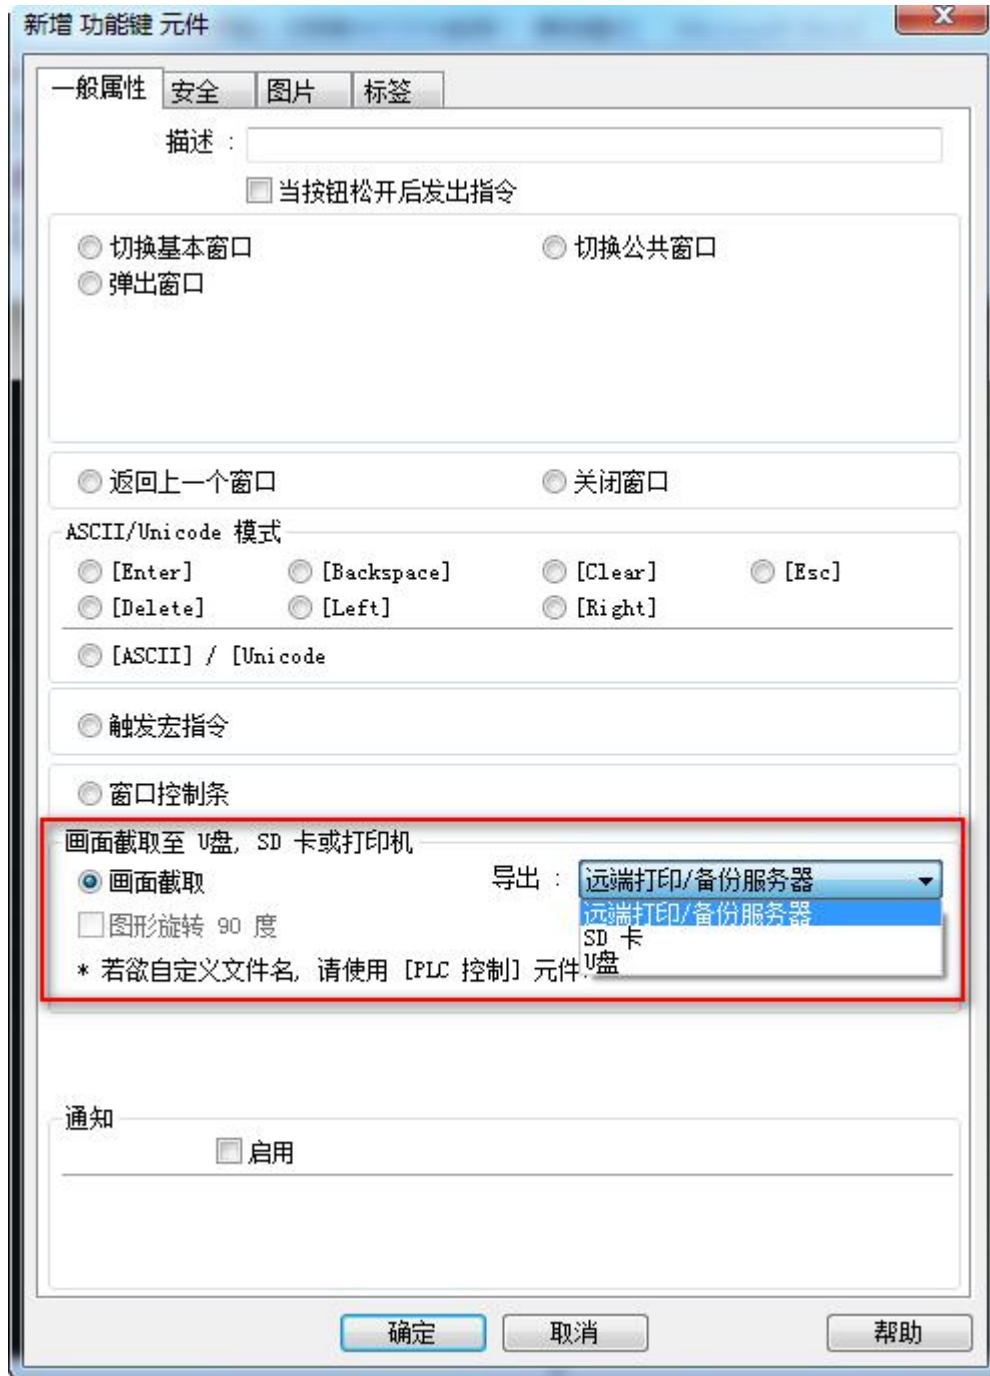 新增 功能键 元件
一般属性 安全 图片 标签
描述 :
当按钮松开后发出指令
切换基本窗口 切换公共窗口
弹出窗口
返回上一个窗口 关闭窗口
ASCII/Unicode 模式
[Enter] [Backspace] [Clear] [Esc]
[Delete] [Left] [Right]
[ASCII] / [Unicode
触发宏指令
窗口控制条
画面截取至 U盘, SD 卡或打印机
画面截取 导出 : 远端打印/备份服务器
远端打印/备份服务器
图形旋转 90 度 SD 卡
* 若欲自定义文件名, 请使用 [PLC 控制] 元件. U盘
通知
启用
确定 取消 帮助